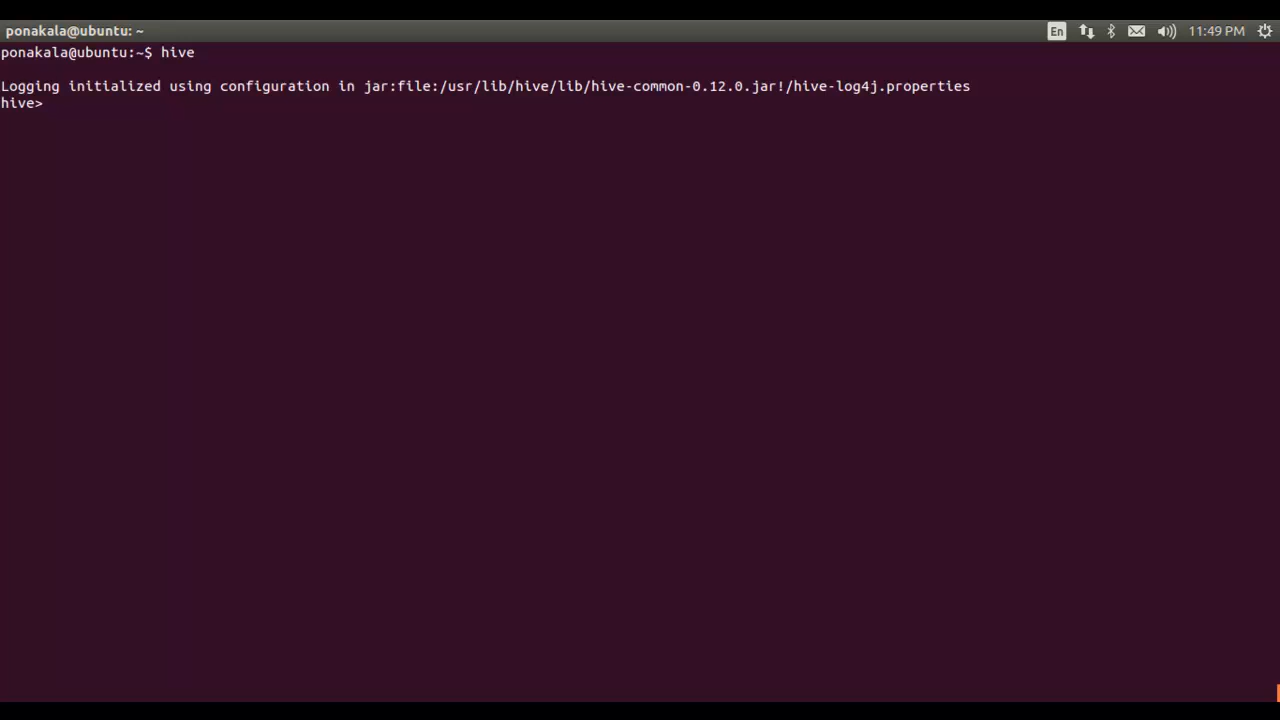 ponakala@ubuntu: ~
En
11:49 PM
ponakala@ubuntu:~$ hive
Logging initialized using configuration in jar:file:/usr/lib/hive/lib/hive-common-0.12.0.jar!/hive-log4j.properties
hive>